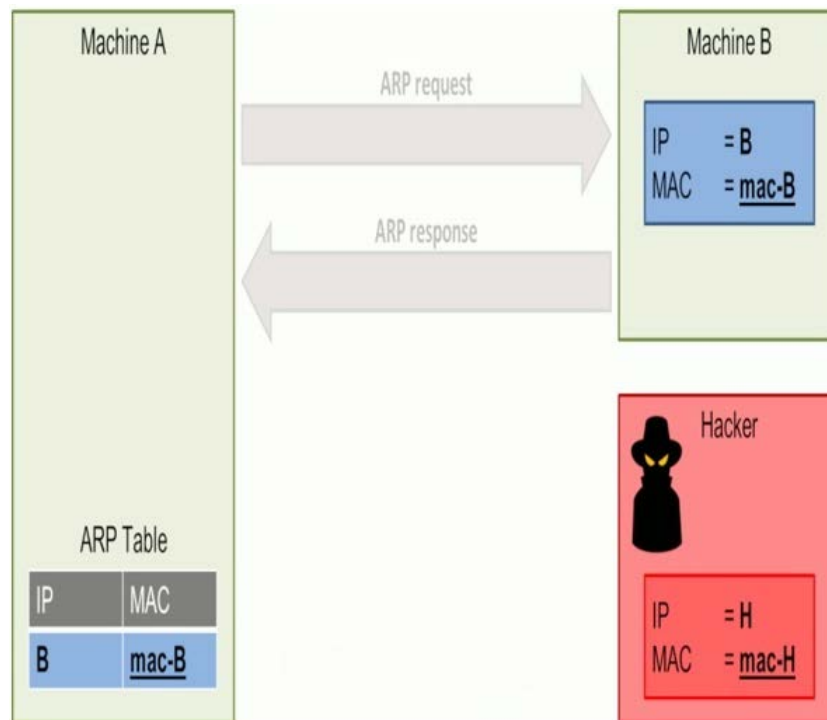 Machine A
ARP request
ARP response
Machine B
IP = B
MAC = mac-B
Hacker
IP = H
MAC = mac-H
ARP Table
IP MAC
B mac-B